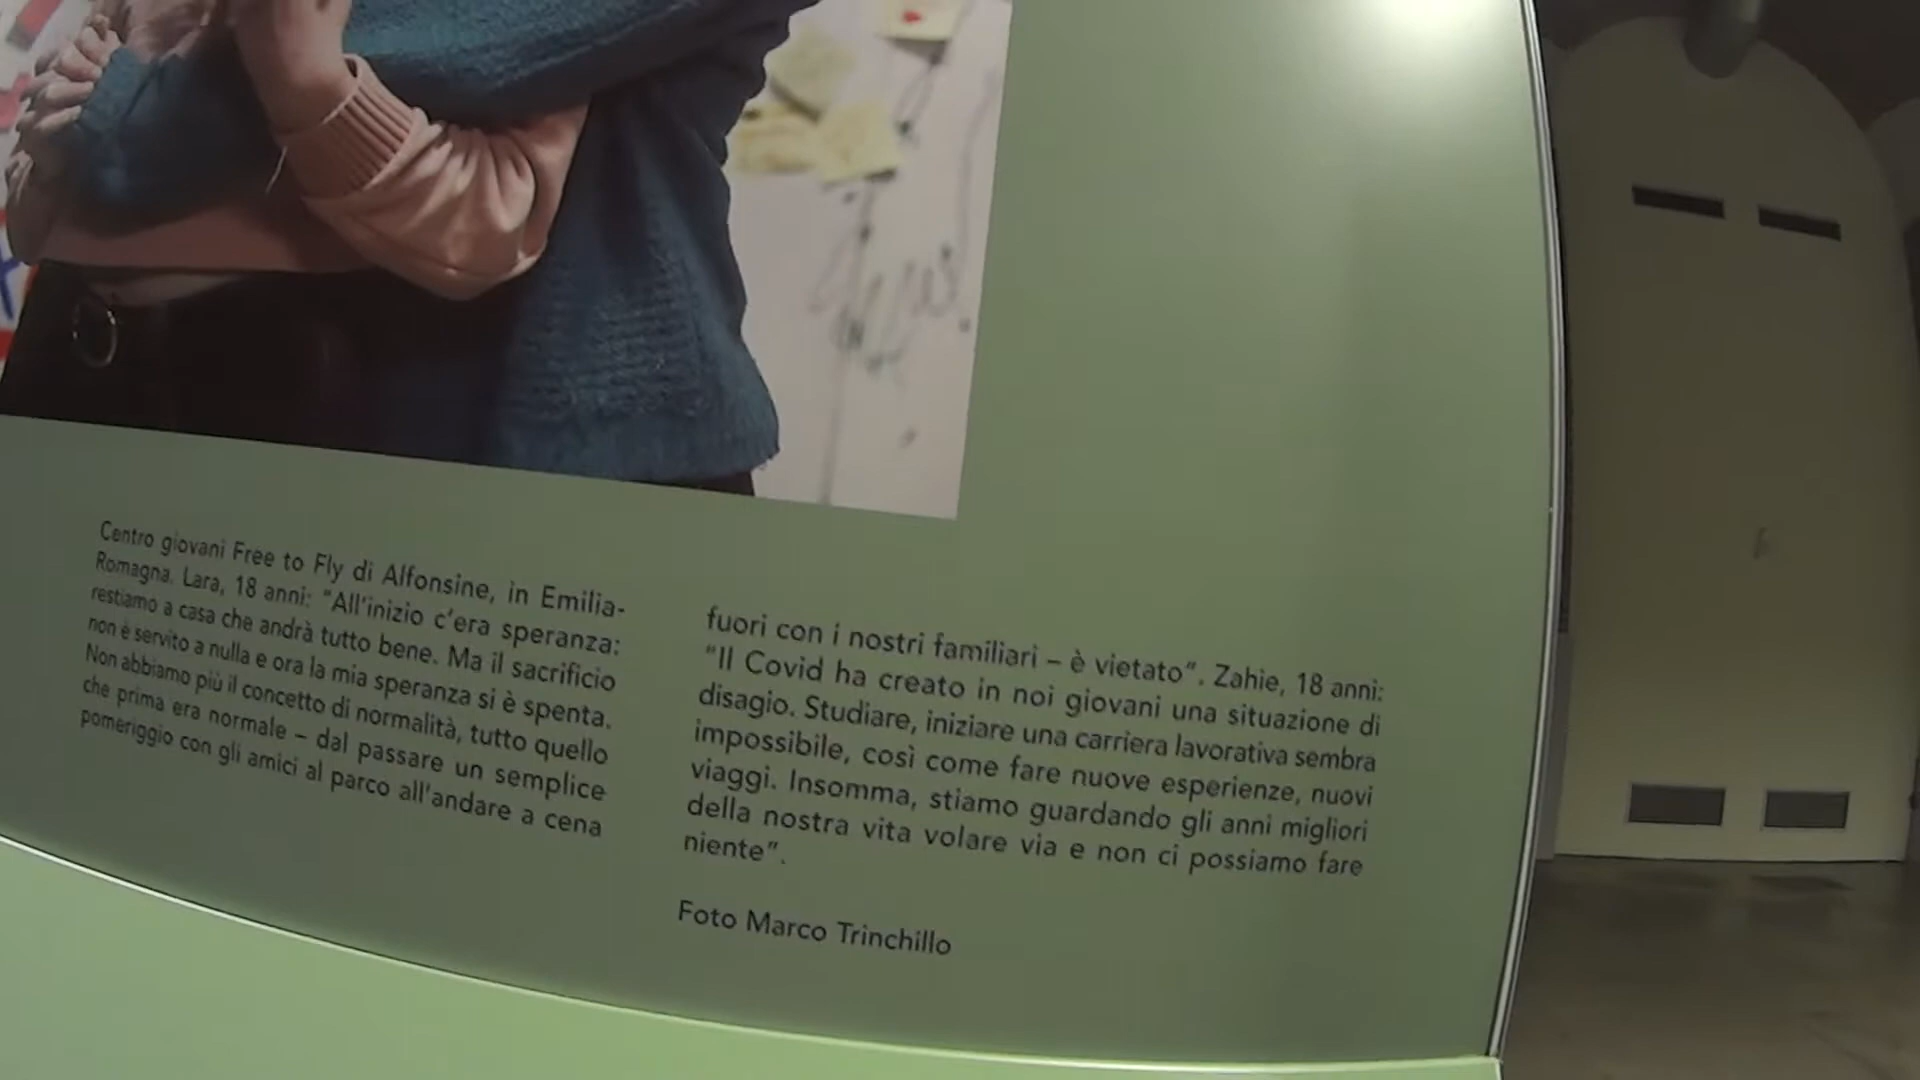 Centro giovani Free to Fly di Alfonsine, in Emilia-
Romagna. Lara, 18 anni: "All'inizio c'era speranza:
restiamo a casa che andrà tutto bene. Ma il sacrificio
non è servito a nulla e ora la mia speranza si è spenta.
Non abbiamo più il concetto di normalità, tutto quello
che prima era normale – dal passare un semplice
pomeriggio con gli amici al parco all'andare a cena
fuori con i nostri familiari – è vietato". Zahie, 18 anni:
"Il Covid ha creato in noi giovani una situazione di
disagio. Studiare, iniziare una carriera lavorativa sembra
impossibile, così come fare nuove esperienze, nuovi
viaggi. Insomma, stiamo guardando gli anni migliori
della nostra vita volare via e non ci possiamo fare
niente".
Foto Marco Trinchillo